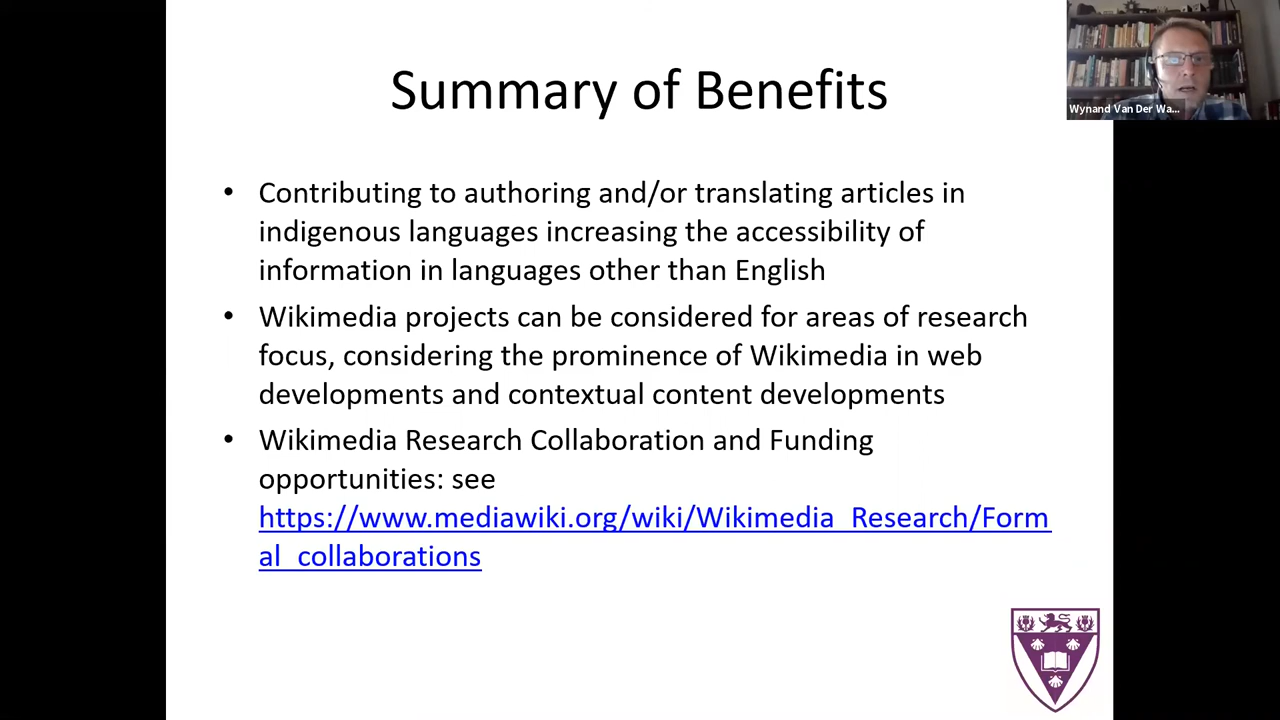 Summary of Benefits
Wynand Van Der Wa...
• Contributing to authoring and/or translating articles in
indigenous languages increasing the accessibility of
information in languages other than English
• Wikimedia projects can be considered for areas of research
focus, considering the prominence of Wikimedia in web
developments and contextual content developments
• Wikimedia Research Collaboration and Funding
opportunities: see
https://www.mediawiki.org/wiki/Wikimedia_Research/Form
al_collaborations